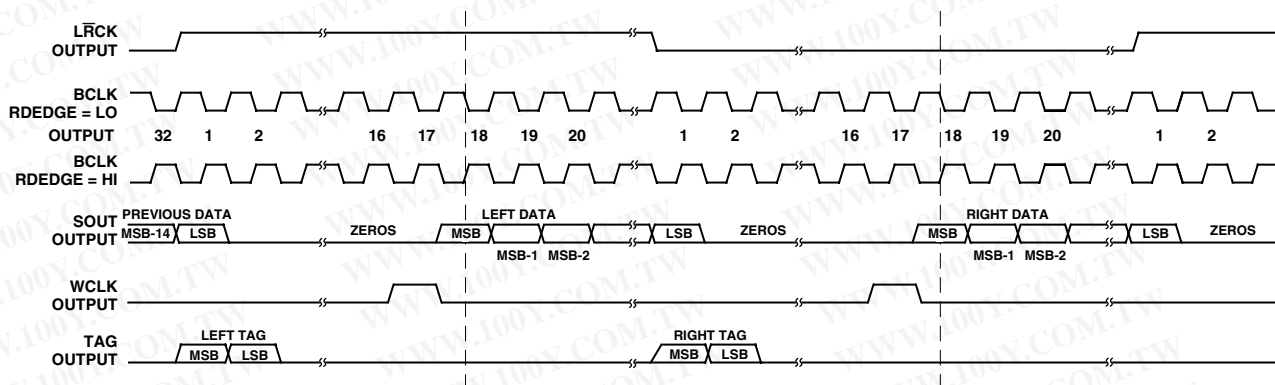 LRCK
OUTPUT
BCLK
RDEDGE = LO
OUTPUT 32 1 2 16 17 18 19 20 1 2 16 17 18 19 20 1 2
BCLK
RDEDGE = HI
SOUT
OUTPUT
PREVIOUS DATA LEFT DATA RIGHT DATA
MSB-14 LSB ZEROS MSB LSB ZEROS MSB LSB ZEROS
MSB-1 MSB-2 MSB-1 MSB-2
WCLK
OUTPUT
TAG
OUTPUT
LEFT TAG RIGHT TAG
MSB LSB MSB LSB
WWW.100Y.COM.TW